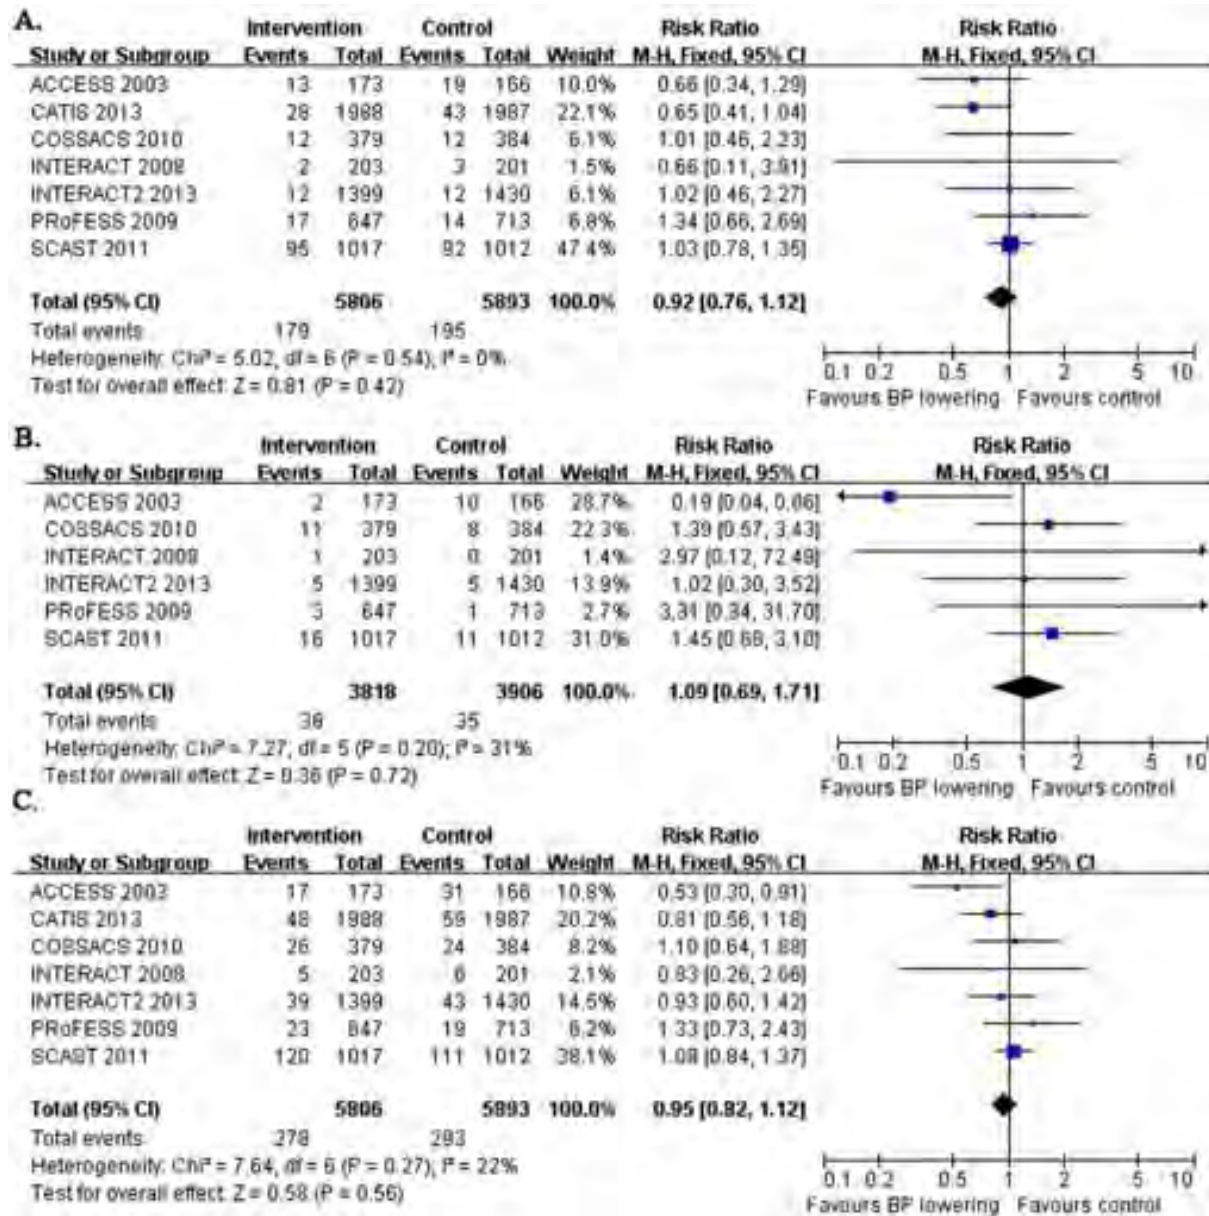 A.
Intervention Control Risk Ratio Risk Ratio
Study or Subgroup Events Total Events Total Weight M-H, Fixed, 95% CI M-H, Fixed, 95% CI
ACCESS 2003 13 173 19 166 10.0% 0.66 [0.34, 1.29]
CATIS 2013 28 1988 43 1987 22.1% 0.65 [0.41, 1.04]
COSSACS 2010 12 379 12 384 6.1% 1.01 [0.46, 2.23]
INTERACT 2008 2 203 3 201 1.5% 0.66 [0.11, 3.91]
INTERACT2 2013 12 1399 12 1430 6.1% 1.02 [0.46, 2.27]
PRoFESS 2009 17 647 14 713 6.8% 1.34 [0.66, 2.69]
SCAST 2011 95 1017 92 1012 47.4% 1.03 [0.78, 1.35]
Total (95% CI) 5806 5893 100.0% 0.92 [0.76, 1.12]
Total events 179 195
Heterogeneity: Chi² = 5.02, df = 6 (P = 0.54); I² = 0%
Test for overall effect: Z = 0.81 (P = 0.42)
0.1 0.2 0.5 1 2 5 10
Favours BP lowering Favours control
B.
Intervention Control Risk Ratio Risk Ratio
Study or Subgroup Events Total Events Total Weight M-H, Fixed, 95% CI M-H, Fixed, 95% CI
ACCESS 2003 2 173 10 166 28.7% 0.19 [0.04, 0.86]
COSSACS 2010 11 379 8 384 22.3% 1.39 [0.57, 3.43]
INTERACT 2008 1 203 0 201 1.4% 2.97 [0.12, 72.49]
INTERACT2 2013 5 1399 5 1430 13.9% 1.02 [0.30, 3.52]
PRoFESS 2009 3 647 1 713 2.7% 3.31 [0.34, 31.70]
SCAST 2011 16 1017 11 1012 31.0% 1.45 [0.68, 3.10]
Total (95% CI) 3818 3906 100.0% 1.09 [0.69, 1.71]
Total events 38 35
Heterogeneity: Chi² = 7.27, df = 5 (P = 0.20); I² = 31%
Test for overall effect: Z = 0.36 (P = 0.72)
0.1 0.2 0.5 1 2 5 10
Favours BP lowering Favours control
C.
Intervention Control Risk Ratio Risk Ratio
Study or Subgroup Events Total Events Total Weight M-H, Fixed, 95% CI M-H, Fixed, 95% CI
ACCESS 2003 17 173 31 166 10.8% 0.53 [0.30, 0.91]
CATIS 2013 48 1988 59 1987 20.2% 0.81 [0.56, 1.18]
COSSACS 2010 26 379 24 384 8.2% 1.10 [0.64, 1.88]
INTERACT 2008 5 203 6 201 2.1% 0.83 [0.26, 2.66]
INTERACT2 2013 39 1399 43 1430 14.5% 0.93 [0.60, 1.42]
PRoFESS 2009 23 647 19 713 6.2% 1.33 [0.73, 2.43]
SCAST 2011 120 1017 111 1012 38.1% 1.08 [0.84, 1.37]
Total (95% CI) 5806 5893 100.0% 0.95 [0.82, 1.12]
Total events 278 293
Heterogeneity: Chi² = 7.64, df = 6 (P = 0.27); I² = 22%
Test for overall effect: Z = 0.58 (P = 0.56)
0.1 0.2 0.5 1 2 5 10
Favours BP lowering Favours control